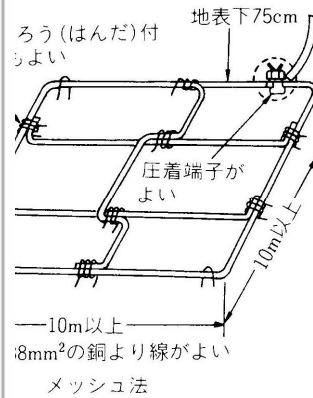 地表下75cm
ろう(はんだ)付
よい
圧着端子が
よい
10m以上
10m以上
8mm²の銅より線がよい
メッシュ法